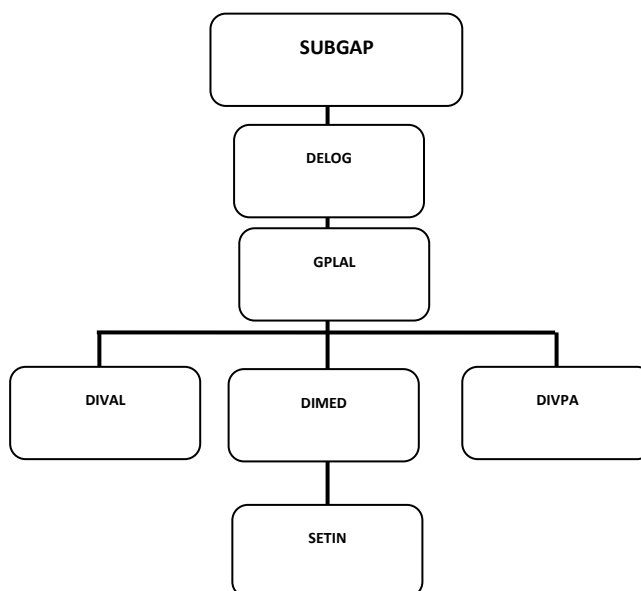 SUBGAP
DELOG
GPLAL
DIVAL
DIMED
DIVPA
SETIN